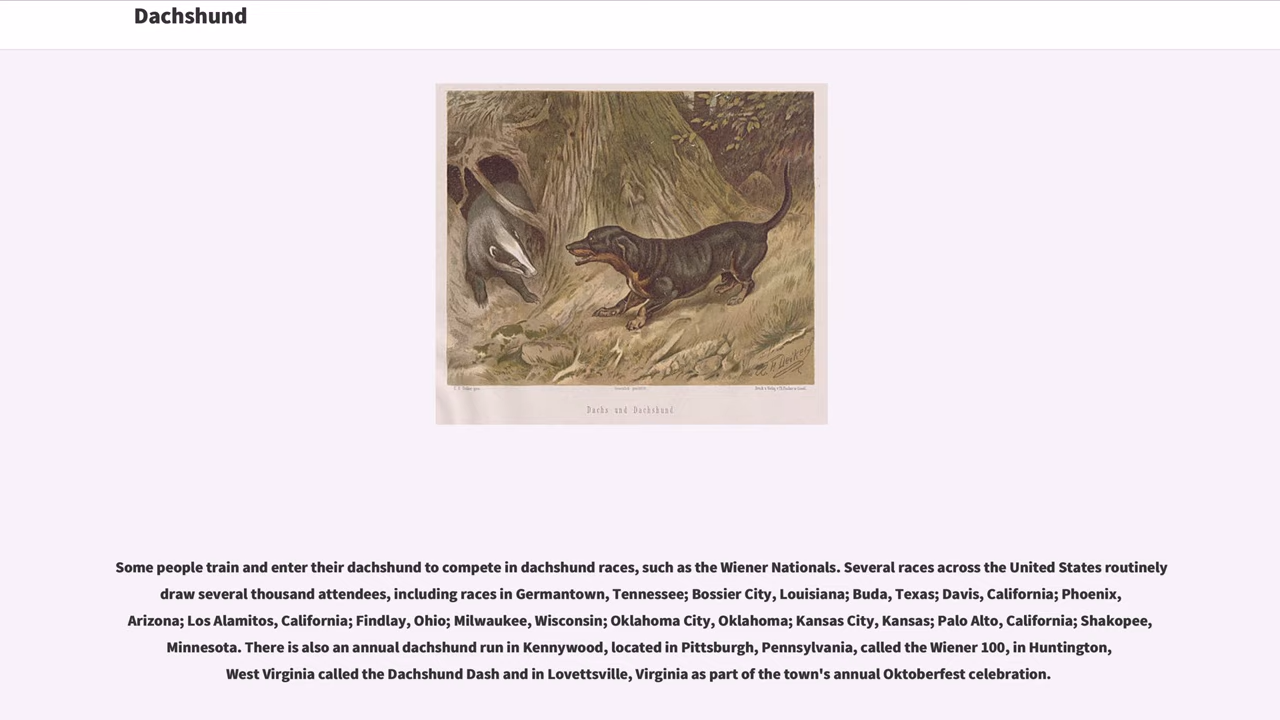 Dachshund
Dachs und Dachshund.
Some people train and enter their dachshund to compete in dachshund races, such as the Wiener Nationals. Several races across the United States routinely
draw several thousand attendees, including races in Germantown, Tennessee; Bossier City, Louisiana; Buda, Texas; Davis, California; Phoenix,
Arizona; Los Alamitos, California; Findlay, Ohio; Milwaukee, Wisconsin; Oklahoma City, Oklahoma; Kansas City, Kansas; Palo Alto, California; Shakopee,
Minnesota. There is also an annual dachshund run in Kennywood, located in Pittsburgh, Pennsylvania, called the Wiener 100, in Huntington,
West Virginia called the Dachshund Dash and in Lovettsville, Virginia as part of the town's annual Oktoberfest celebration.